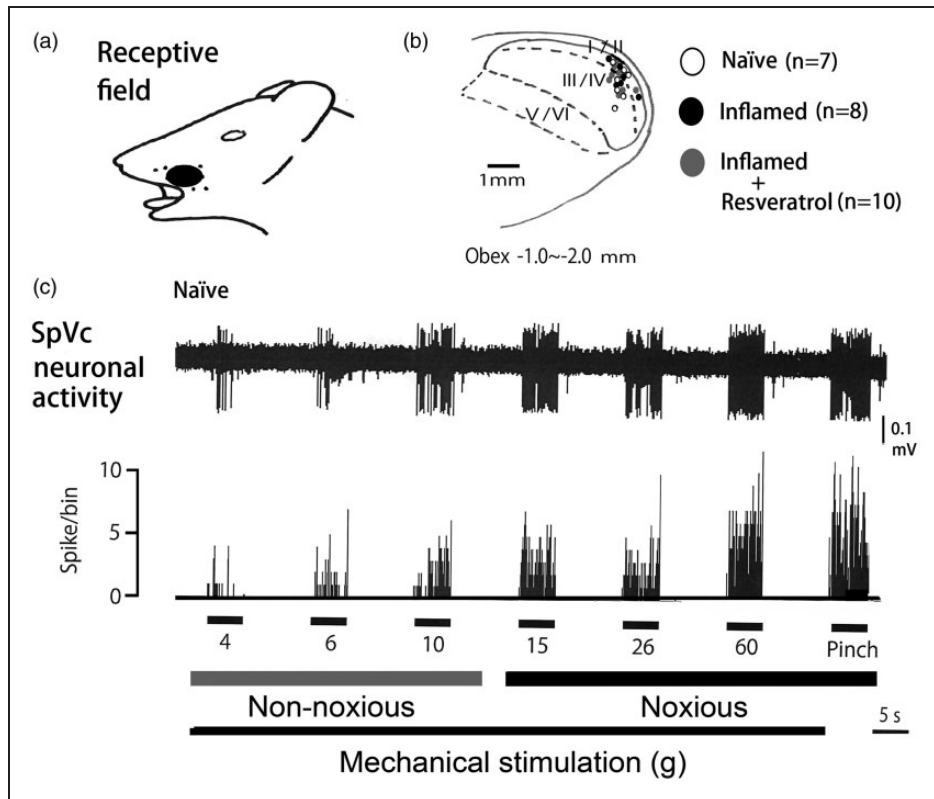 (a)
Receptive
field
(b)
I / II
III/IV
V/VI
1mm
Obex -1.0~-2.0 mm
Naïve (n=7)
Inflamed (n=8)
Inflamed
+
Resveratrol (n=10)
(c)
Naïve
SpVc
neuronal
activity
0.1
mV
Spike/bin
10
5
0
4 6 10 15 26 60 Pinch
Non-noxious Noxious
5 s
Mechanical stimulation (g)